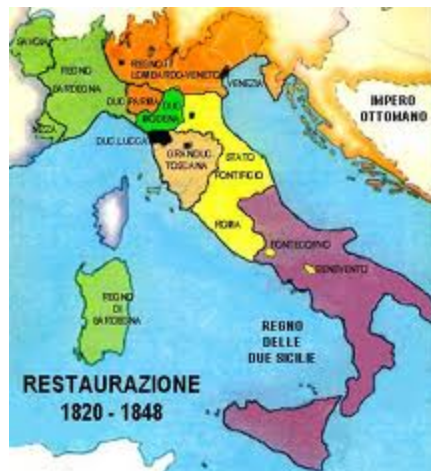 SAVOIA
REGNO
SARDEGNA
NIZZA
REGNO
LOMBARDO-VENETO
VENEZIA
DUC. PARMA
DUC.
MODENA
DUC. LUCCA
GRANDUC.
TOSCANA
STATO
PONTIFICIO
ROMA
IMPERO
OTTOMANO
PONTECORVO
BENEVENTO
REGNO
DI
SARDEGNA
REGNO
DELLE
DUE SICILIE
RESTAURAZIONE
1820 - 1848